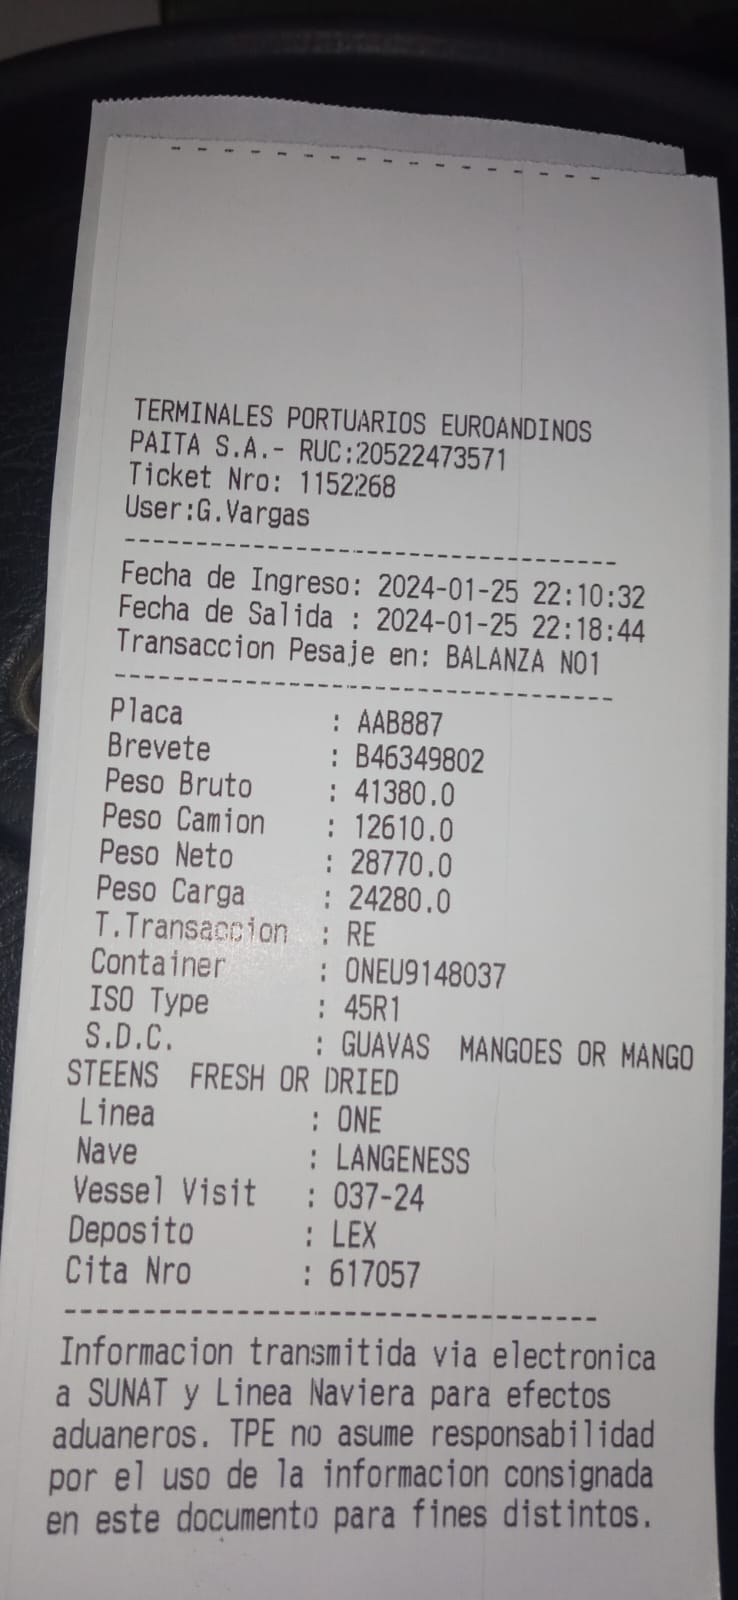 TERMINALES PORTUARIOS EUROANDINOS
PAITA S.A.- RUC:20522473571
Ticket Nro: 1152268
User:G.Vargas
Fecha de Ingreso: 2024-01-25 22:10:32
Fecha de Salida : 2024-01-25 22:18:44
Transaccion Pesaje en: BALANZA NO1
Placa : AAB887
Brevete : B46349802
Peso Bruto : 41380.0
Peso Camion : 12610.0
Peso Neto : 28770.0
Peso Carga : 24280.0
T.Transaccion : RE
Container : ONEU9148037
ISO Type : 45R1
S.D.C. : GUAVAS MANGOES OR MANGO
STEENS FRESH OR DRIED
Linea : ONE
Nave : LANGENESS
Vessel Visit : 037-24
Deposito : LEX
Cita Nro : 617057
Informacion transmitida via electronica
a SUNAT y Linea Naviera para efectos
aduaneros. TPE no asume responsabilidad
por el uso de la informacion consignada
en este documento para fines distintos.